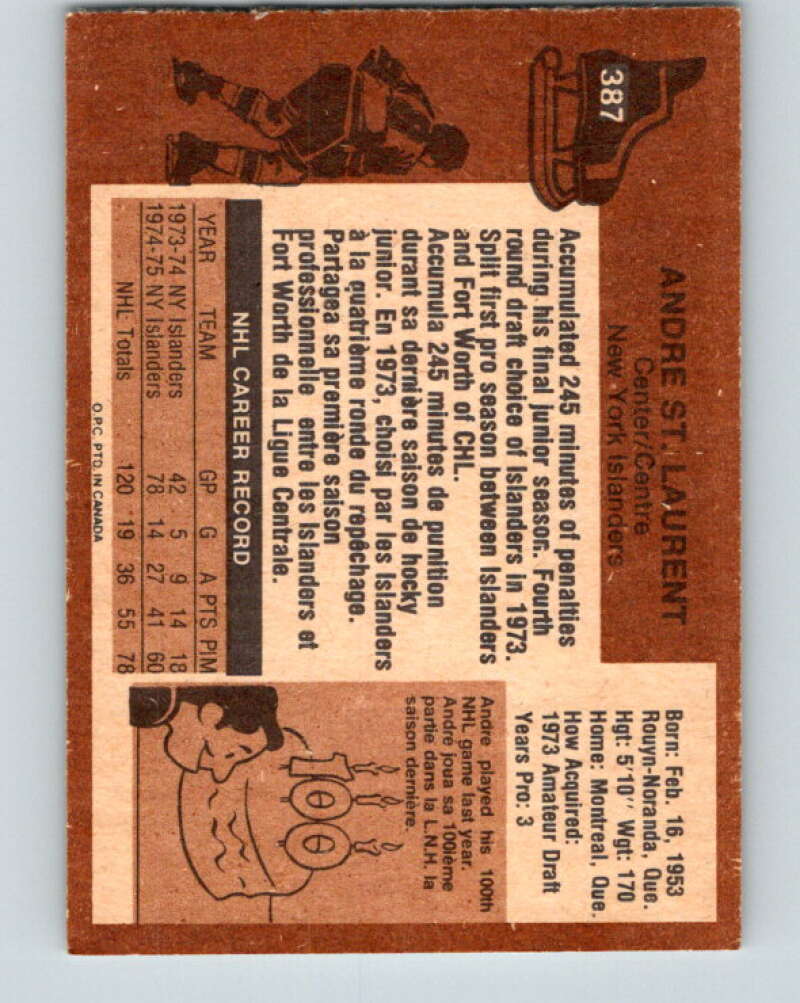 387
ANDRE ST. LAURENT
Center/Centre
New York Islanders
Born: Feb. 16, 1953
Rouyn-Noranda, Que.
Hgt: 5'10" Wgt: 170
Home: Montreal, Que.
How Acquired:
1973 Amateur Draft
Years Pro: 3
Accumulated 245 minutes of penalties
during his final junior season. Fourth
round draft choice of Islanders in 1973.
Split first pro season between Islanders
and Fort Worth of CHL.
Accumula 245 minutes de punition
durant sa dernière saison de hocky
junior. En 1973, choisi par les Islanders
à la quatrième ronde du repêchage.
Partagea sa première saison
professionnelle entre les Islanders et
Fort Worth de la Ligue Centrale.
Andre played his 100th
NHL game last year.
Andre joua sa 100ième
partie dans la L.N.H. la
saison dernière.
100
NHL CAREER RECORD
YEAR TEAM GP G A PTS PIM
1973-74 NY Islanders 42 5 9 14 18
1974-75 NY Islanders 78 14 27 41 60
NHL Totals 120 19 36 55 78
O.P.C. PTD. IN CANADA